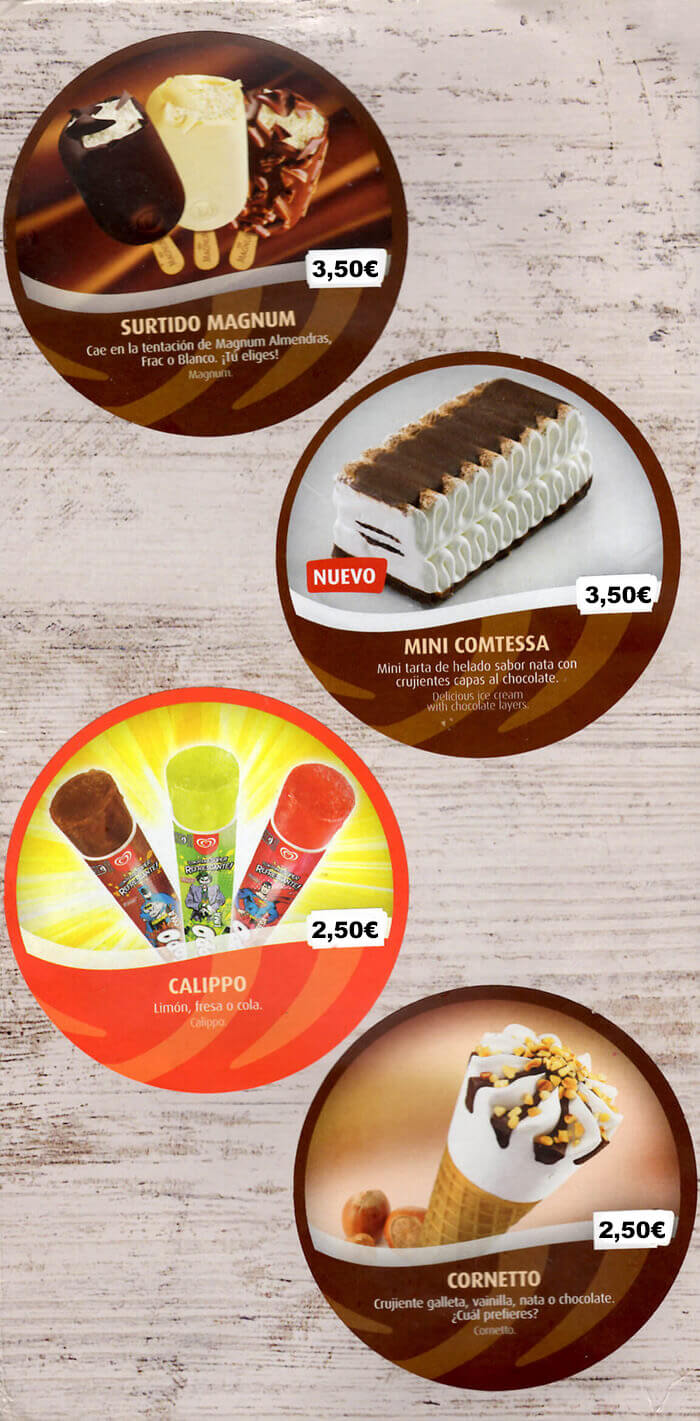 3,50€
SURTIDO MAGNUM
Cae en la tentación de Magnum Almendras,
Frac o Blanco. ¡Tú eliges!
Magnum.
NUEVO
3,50€
MINI COMTESSA
Mini tarta de helado sabor nata con
crujientes capas al chocolate.
Delicious ice cream
with chocolate layers.
2,50€
CALIPPO
Limón, fresa o cola.
Calippo.
2,50€
CORNETTO
Crujiente galleta, vainilla, nata o chocolate.
¿Cuál prefieres?
Cornetto.